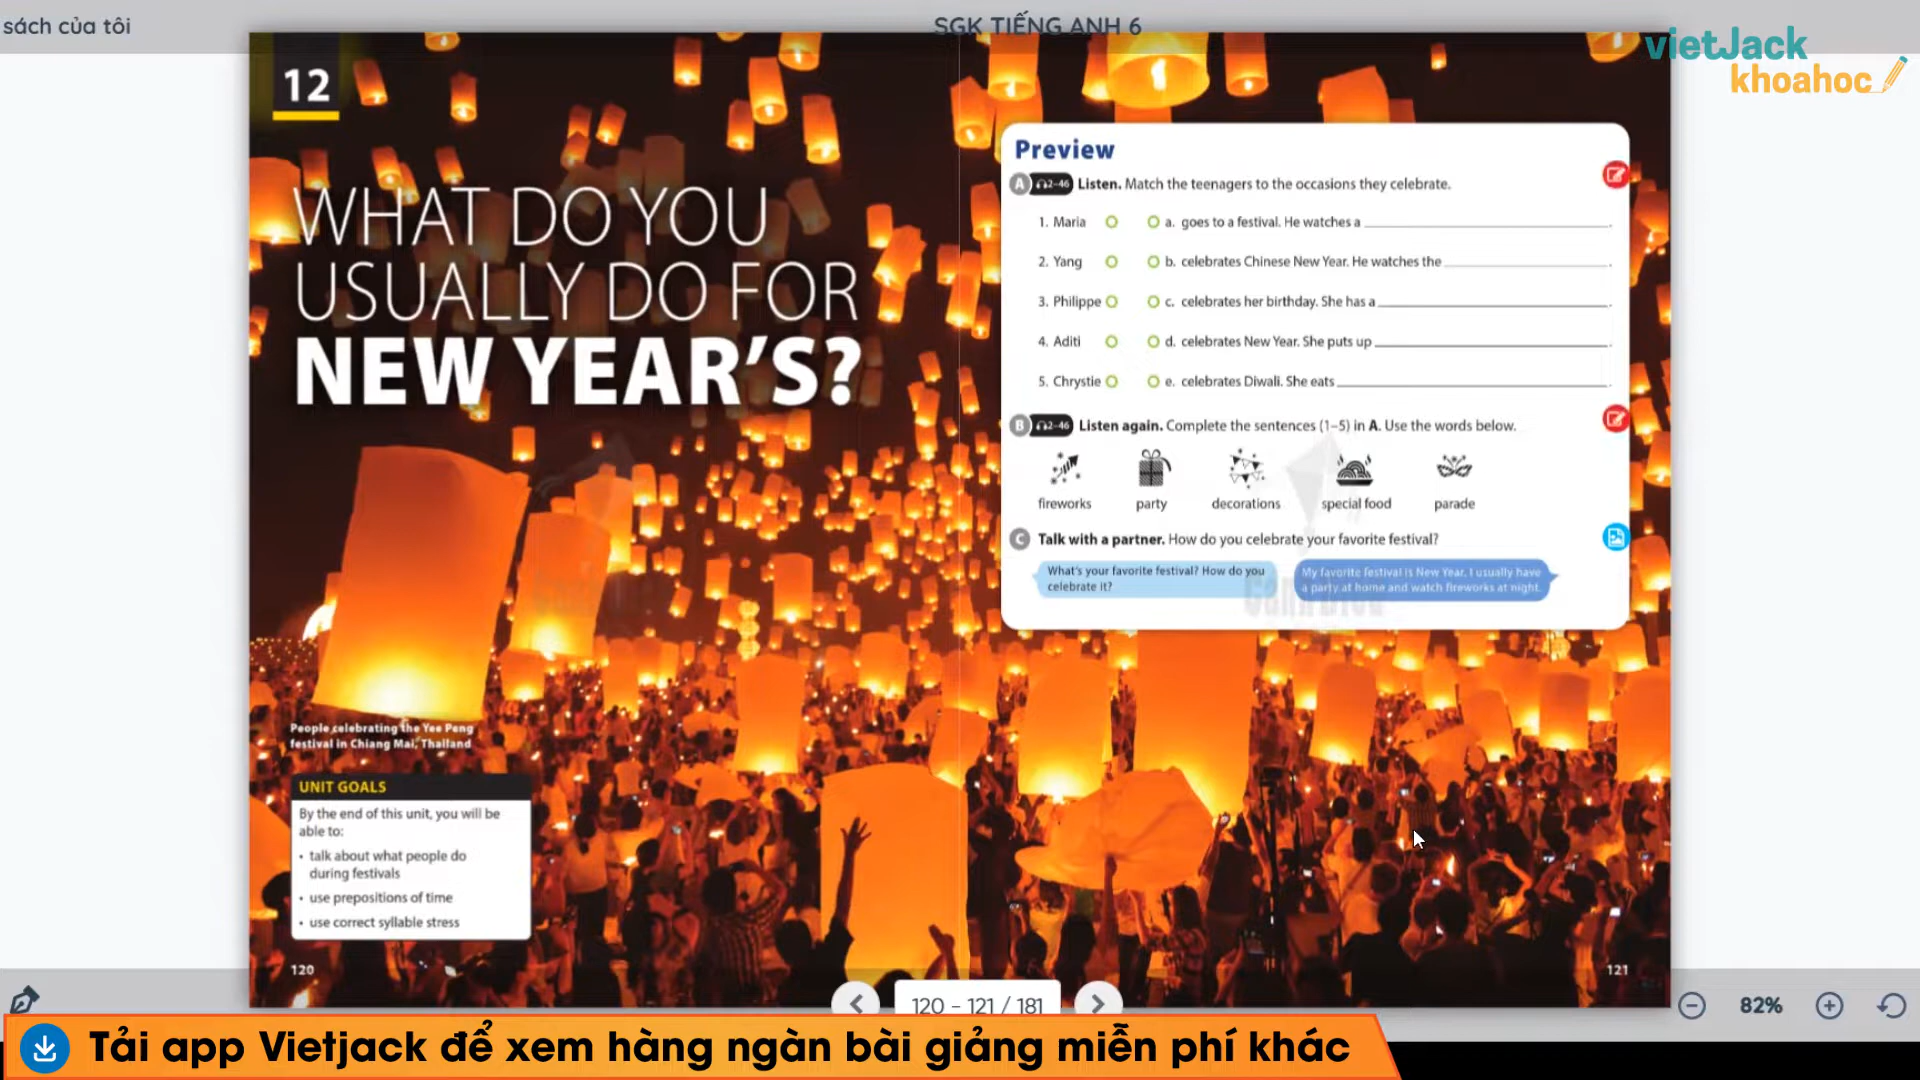 sách của tôi
SGK TIẾNG ANH 6
vietJack
khoahoc
12
WHAT DO YOU
USUALLY DO FOR
NEW YEAR'S?
People celebrating the Yee Peng
festival in Chiang Mai, Thailand
UNIT GOALS
By the end of this unit, you will be
able to:
• talk about what people do
during festivals
• use prepositions of time
• use correct syllable stress
120
Preview
A 2-46 Listen. Match the teenagers to the occasions they celebrate.
1. Maria a. goes to a festival. He watches a ______.
2. Yang b. celebrates Chinese New Year. He watches the ______.
3. Philippe c. celebrates her birthday. She has a ______.
4. Aditi d. celebrates New Year. She puts up ______.
5. Chrystie e. celebrates Diwali. She eats ______.
B 2-46 Listen again. Complete the sentences (1–5) in A. Use the words below.
fireworks party decorations special food parade
C Talk with a partner. How do you celebrate your favorite festival?
What's your favorite festival? How do you
celebrate it?
My favorite festival is New Year. I usually have
a party at home and watch fireworks at night.
121
120 - 121 / 181
82%
Tải app Vietjack để xem hàng ngàn bài giảng miễn phí khác